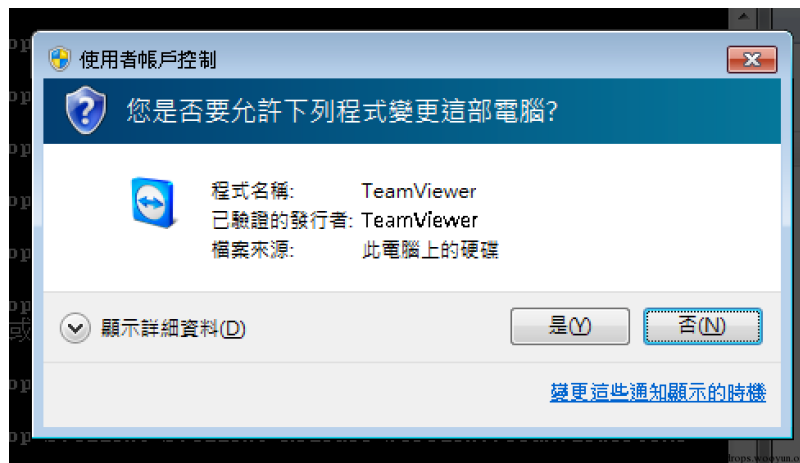 使用者帳戶控制
您是否要允許下列程式變更這部電腦?
程式名稱: TeamViewer
已驗證的發行者: TeamViewer
檔案來源: 此電腦上的硬碟
顯示詳細資料(D)
是(Y)
否(N)
變更這些通知顯示的時機
drops.wooyun.o